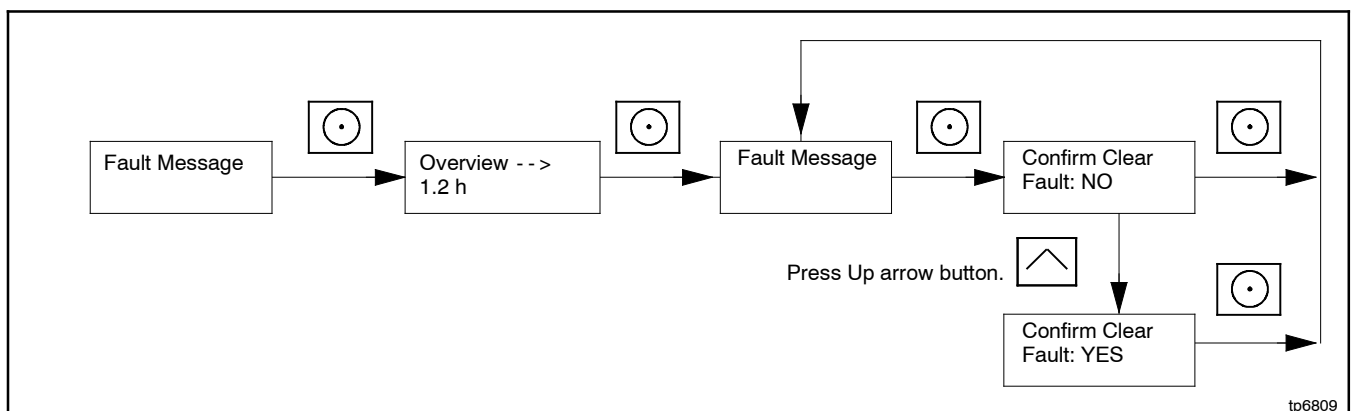 Fault Message
Overview - - >
1.2 h
Fault Message
Confirm Clear
Fault: NO
Press Up arrow button.
Confirm Clear
Fault: YES
tp6809